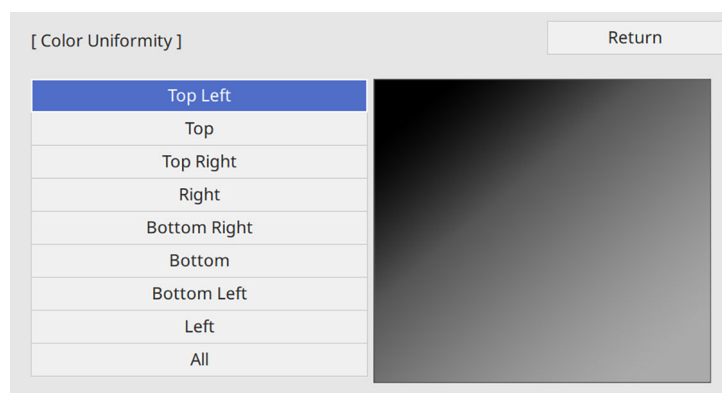 [ Color Uniformity ]
Return
Top Left
Top
Top Right
Right
Bottom Right
Bottom
Bottom Left
Left
All